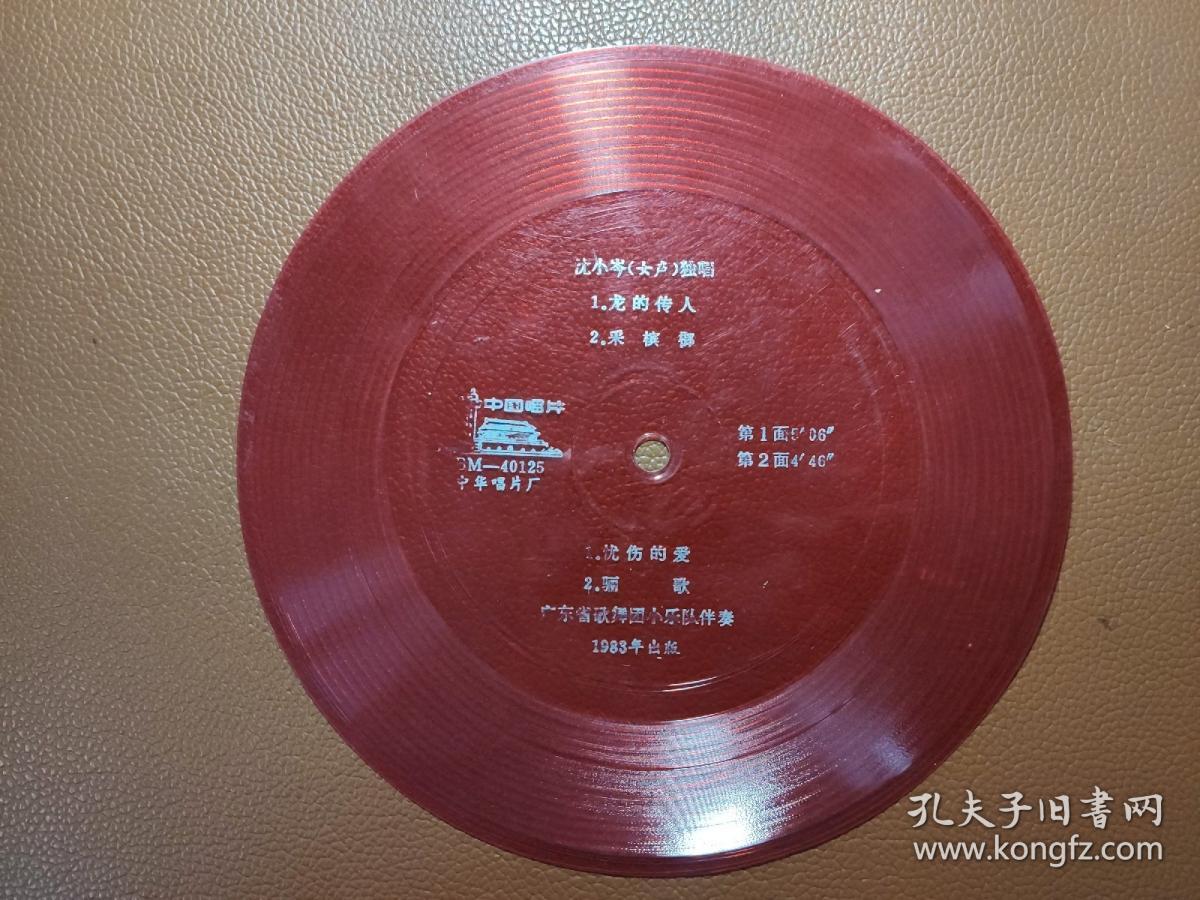 沈小岑(女声)独唱
1.龙的传人
2.采槟榔
中国唱片
BM—40125
中华唱片厂
第1面5′06″
第2面4′46″
1.忧伤的爱
2.骊 歌
广东省歌舞团小乐队伴奏
1983年出版
孔夫子旧書网
www.kongfz.com